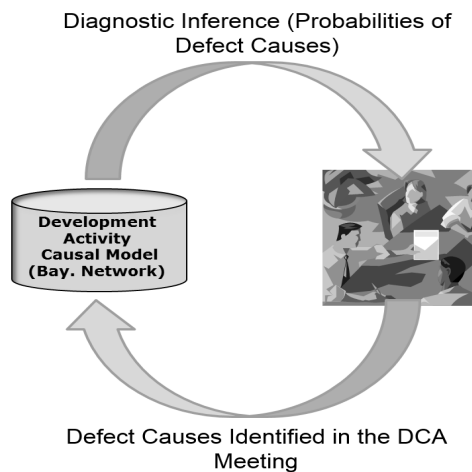 Diagnostic Inference (Probabilities of
Defect Causes)
Development
Activity
Causal Model
(Bay. Network)
Defect Causes Identified in the DCA
Meeting